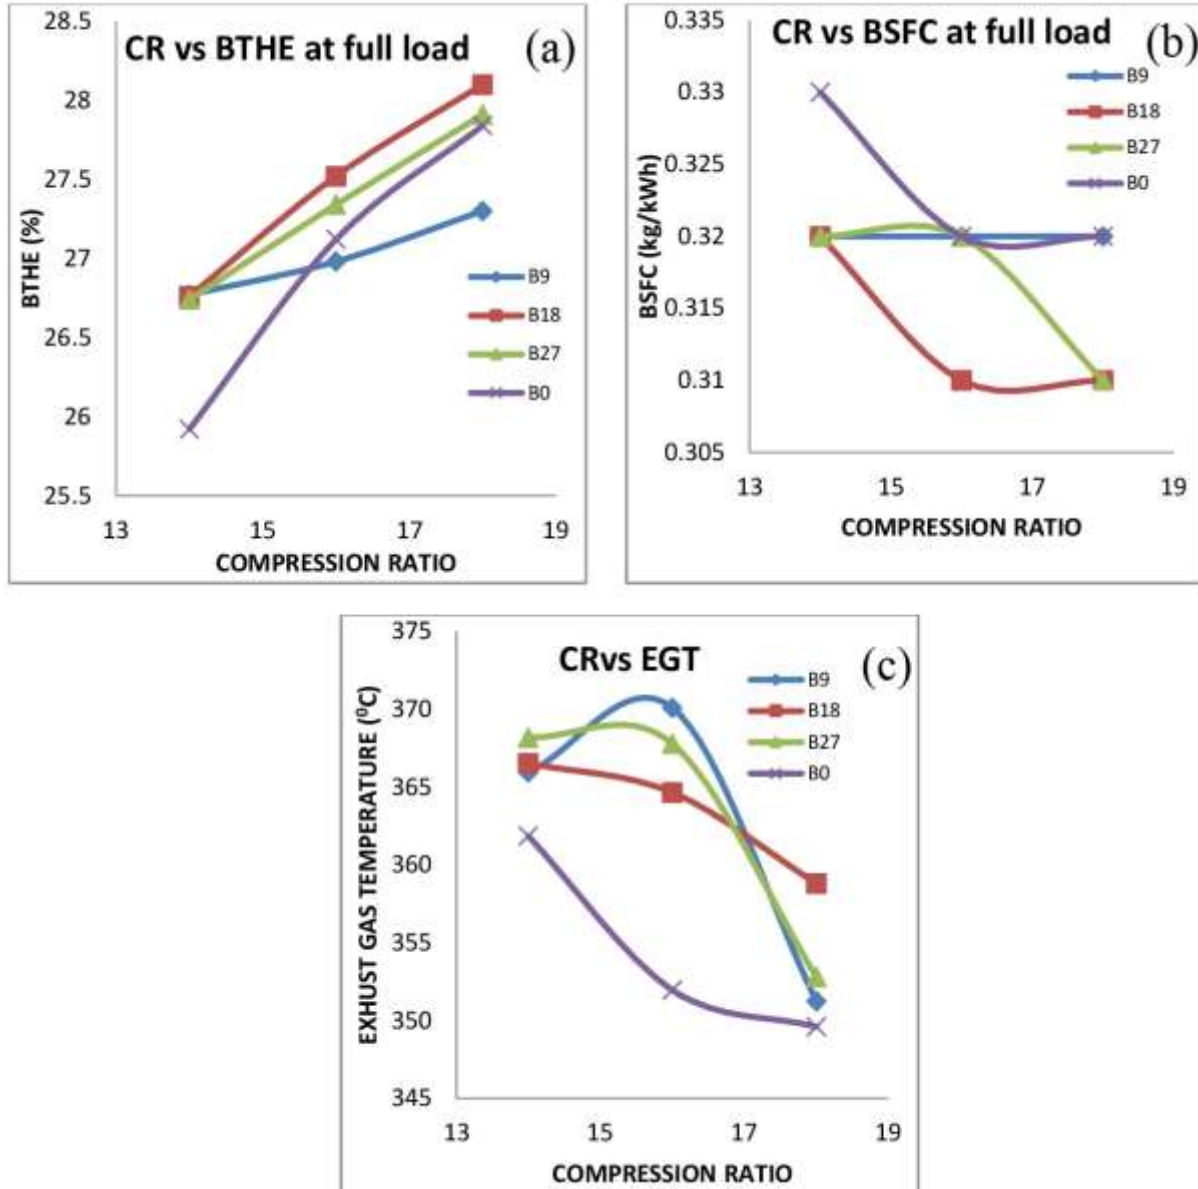 CR vs BTHE at full load
(a)
28.5
28
27.5
27
26.5
26
25.5
BTHE (%)
B9
B18
B27
B0
13 15 17 19
COMPRESSION RATIO
CR vs BSFC at full load
(b)
0.335
0.33
0.325
0.32
0.315
0.31
0.305
BSFC (kg/kWh)
B9
B18
B27
B0
13 15 17 19
COMPRESSION RATIO
CRvs EGT
(c)
375
370
365
360
355
350
345
EXHUST GAS TEMPERATURE (⁰C)
B9
B18
B27
B0
13 15 17 19
COMPRESSION RATIO